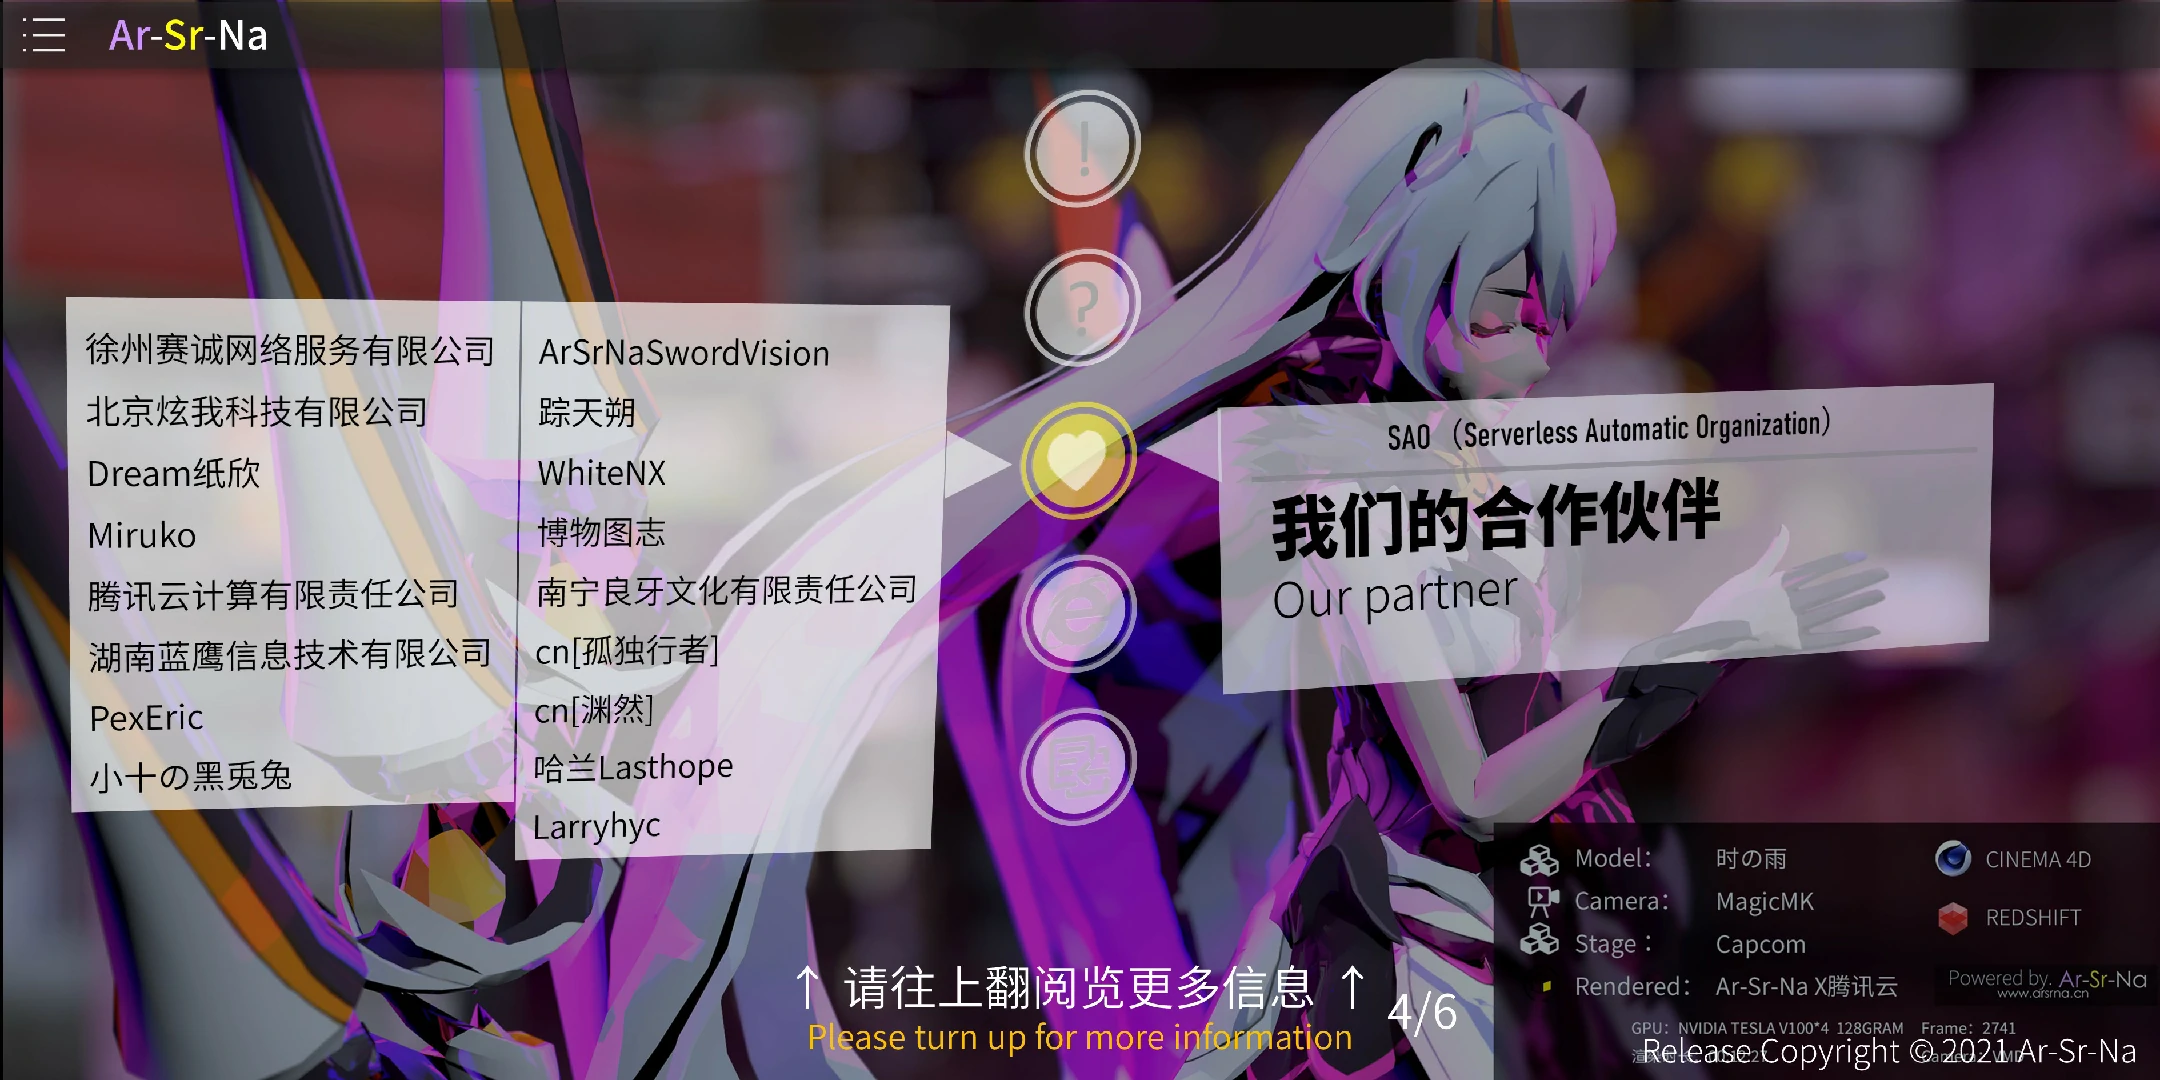 Ar-Sr-Na
徐州赛诚网络服务有限公司
北京炫我科技有限公司
Dream纸欣
Miruko
腾讯云计算有限责任公司
湖南蓝鹰信息技术有限公司
PexEric
小十の黑兎兔
ArSrNaSwordVision
踪天朔
WhiteNX
博物图志
南宁良牙文化有限责任公司
cn[孤独行者]
cn[渊然]
哈兰Lasthope
Larryhyc
!
?
SAO（Serverless Automatic Organization）
我们的合作伙伴
Our partner
Model: 时の雨
Camera: MagicMK
Stage: Capcom
Rendered: Ar-Sr-Na X腾讯云
CINEMA 4D
REDSHIFT
Powered by. Ar-Sr-Na
www.arsrna.cn
GPU: NVIDIA TESLA V100*4 128GRAM Frame: 2741
Release Copyright © 2021 Ar-Sr-Na
↑ 请往上翻阅览更多信息 ↑
Please turn up for more information
4/6